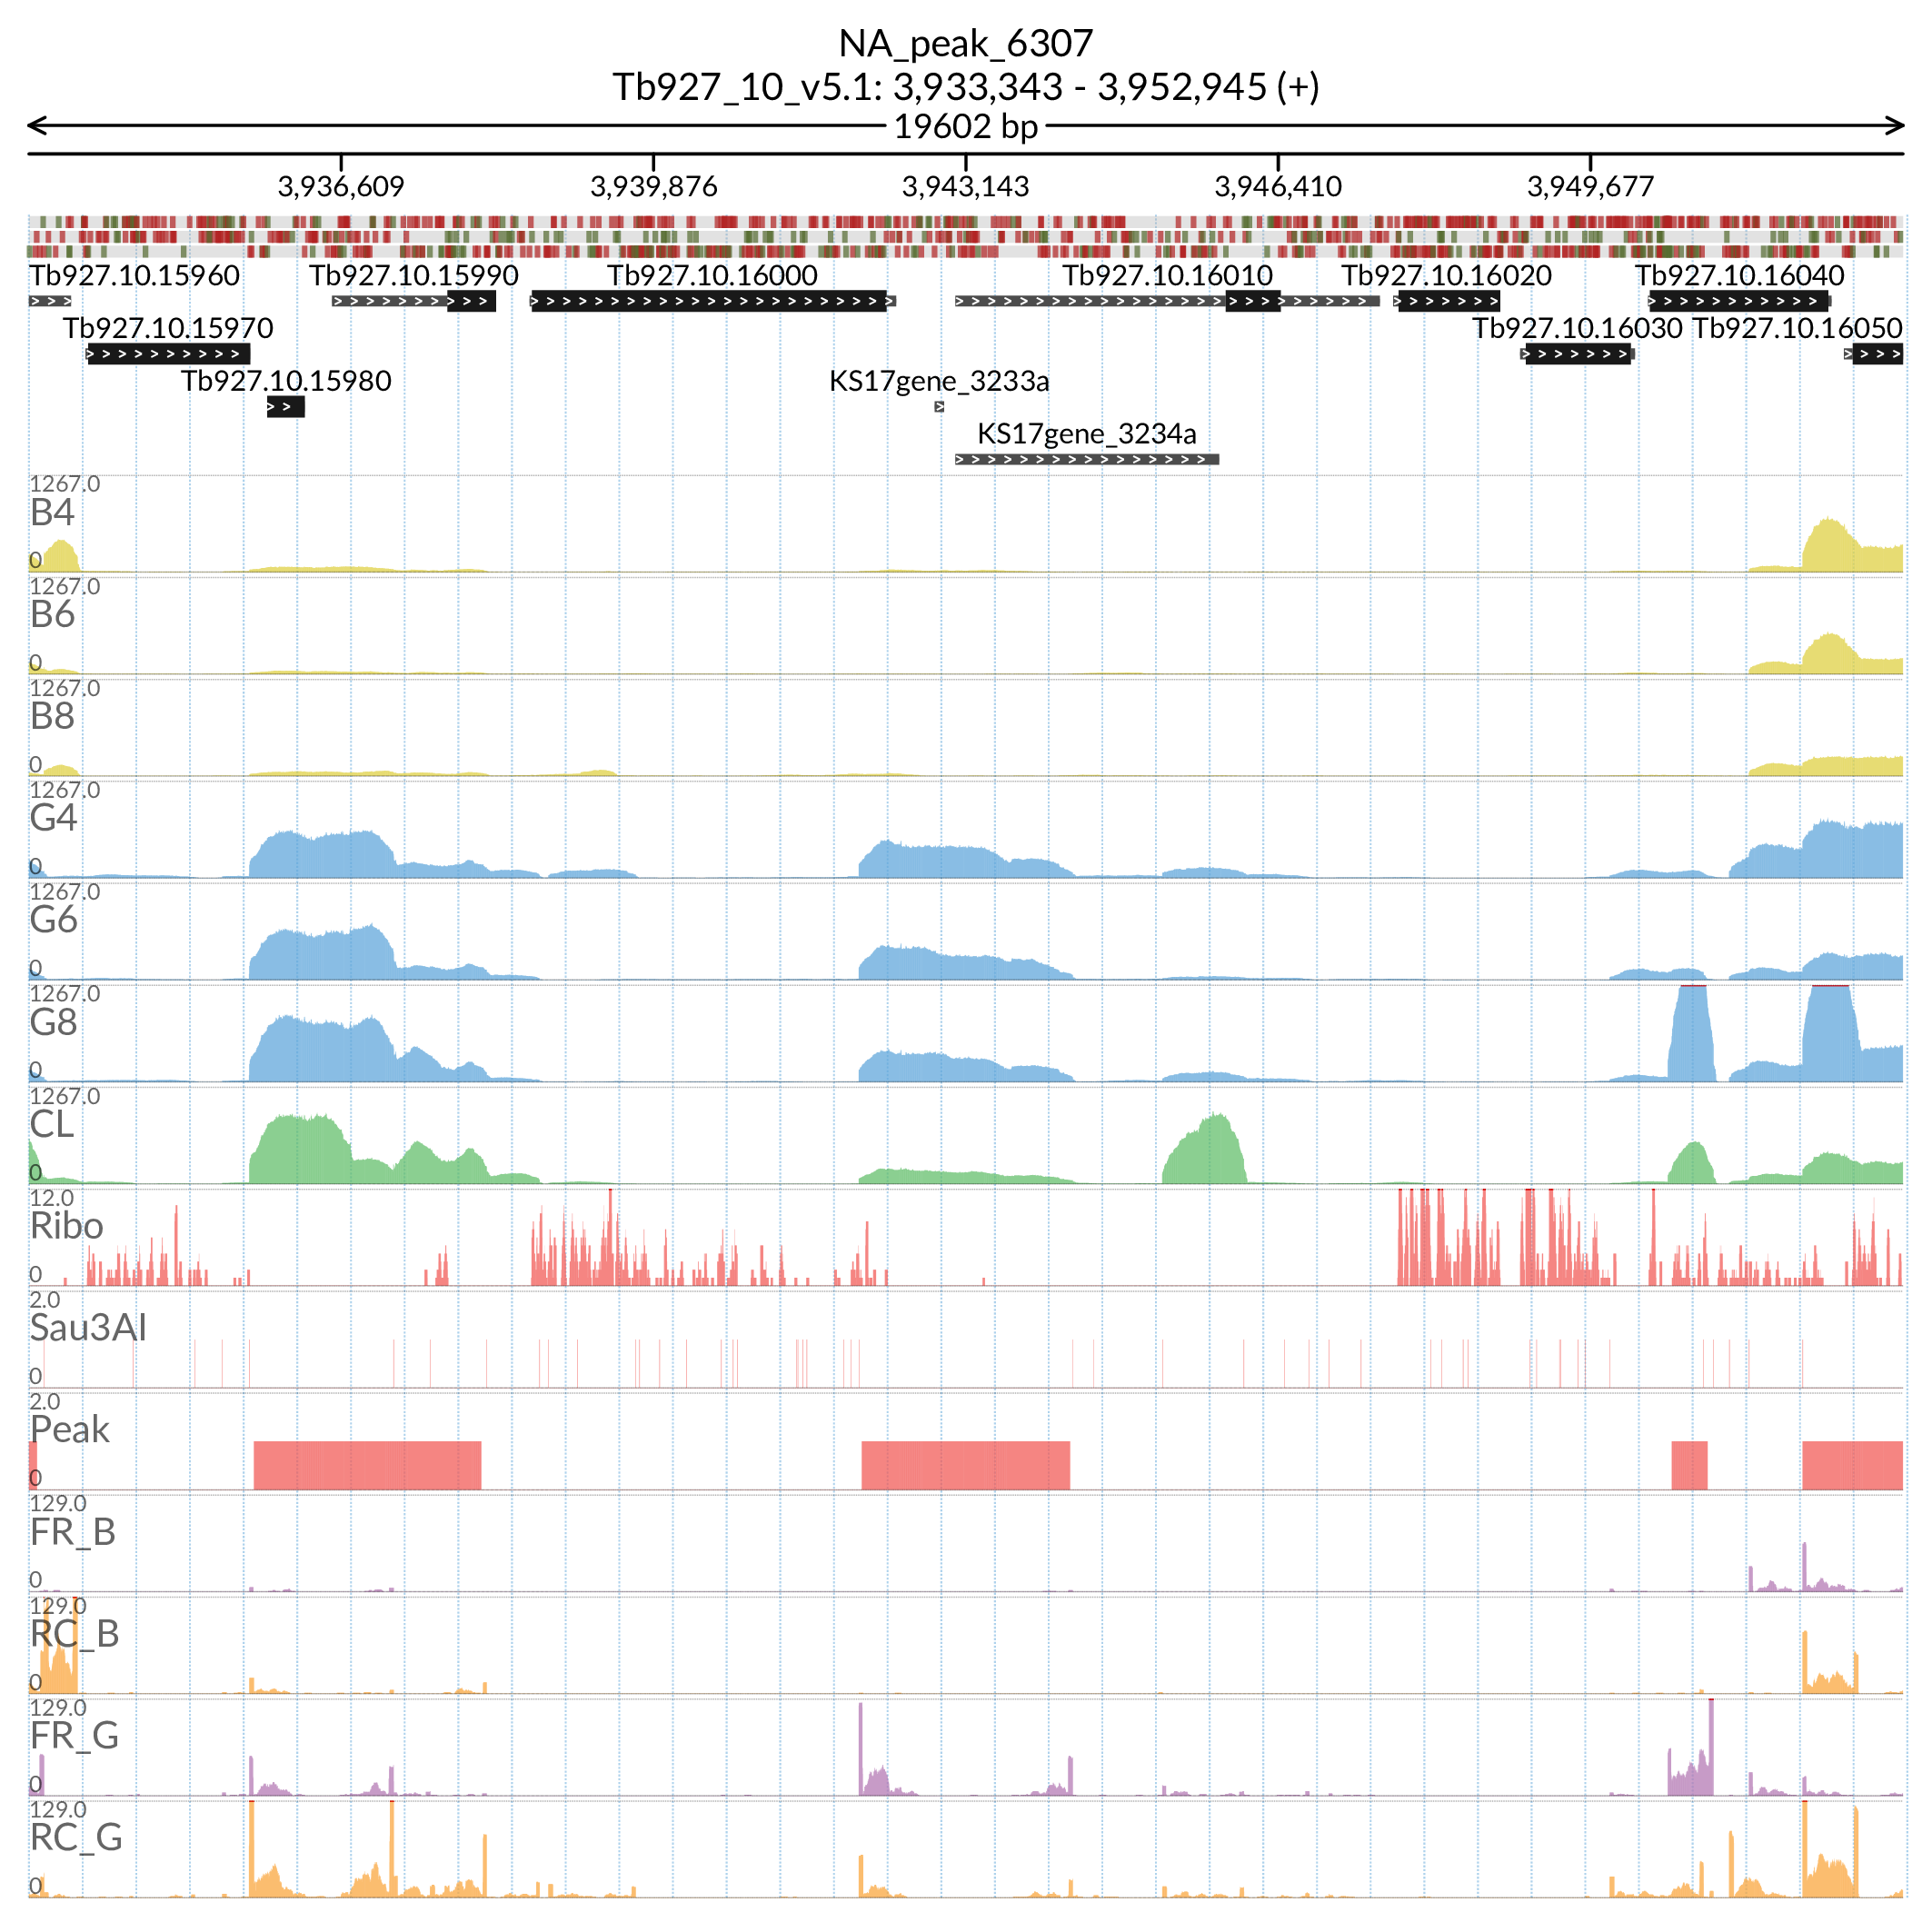 NA_peak_6307
Tb927_10_v5.1: 3,933,343 - 3,952,945 (+)
19602 bp
3,936,609 3,939,876 3,943,143 3,946,410 3,949,677
Tb927.10.15960 Tb927.10.15990 Tb927.10.16000 Tb927.10.16010 Tb927.10.16020 Tb927.10.16040
Tb927.10.15970 Tb927.10.16030 Tb927.10.16050
Tb927.10.15980 KS17gene_3233a
KS17gene_3234a
1267.0
B4
0
1267.0
B6
0
1267.0
B8
0
1267.0
G4
0
1267.0
G6
0
1267.0
G8
0
1267.0
CL
0
12.0
Ribo
0
2.0
Sau3AI
0
2.0
Peak
0
129.0
FR_B
0
129.0
RC_B
0
129.0
FR_G
0
129.0
RC_G
0